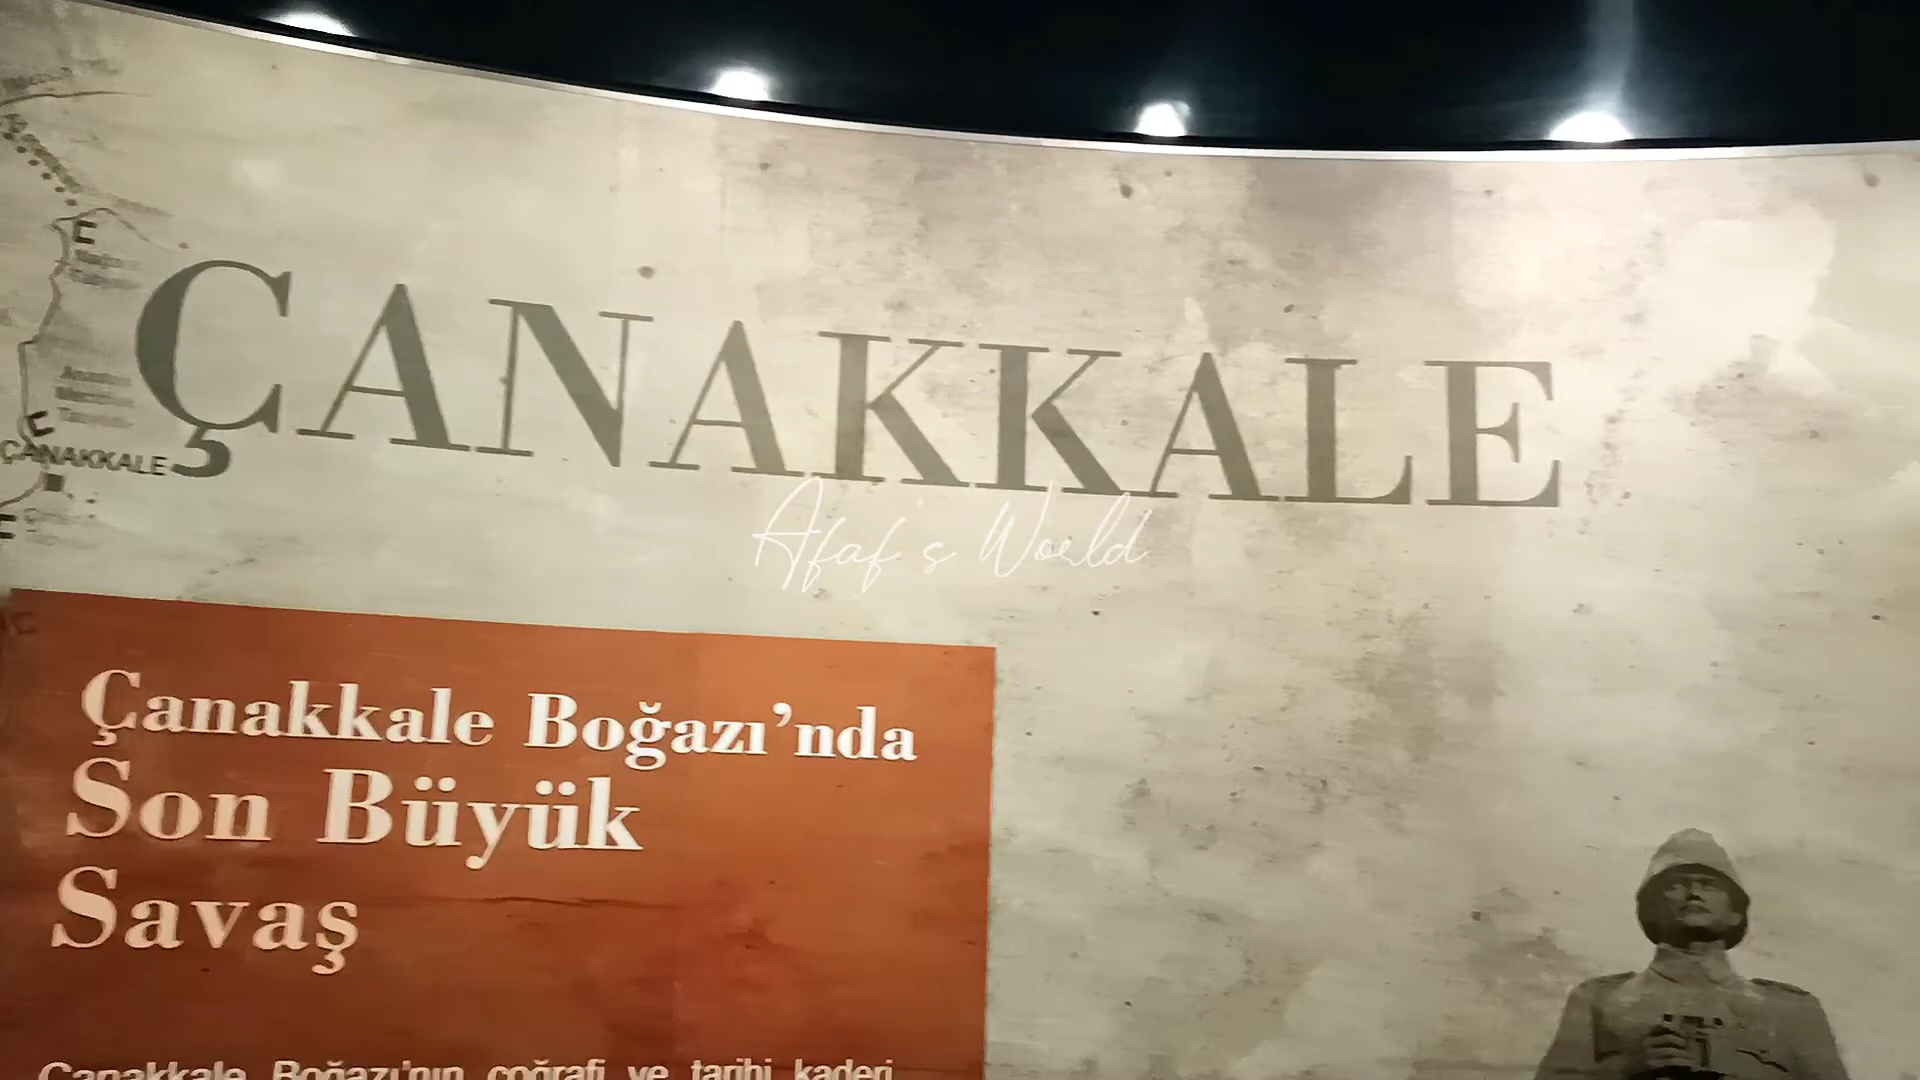 ÇANAKKALE
ÇANAKKALE
Afaf's World
Çanakkale Boğazı'nda
Son Büyük
Savaş
Çanakkale Boğazı'nın coğrafi ve tarihi kaderi